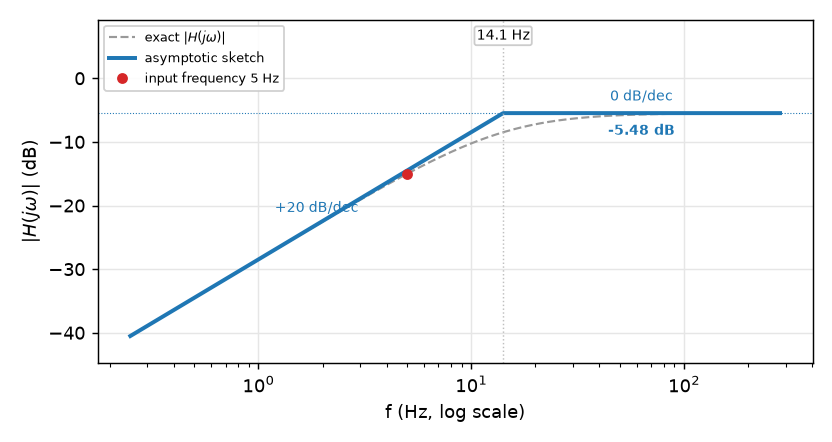 exact |H(jω)|
asymptotic sketch
input frequency 5 Hz
14.1 Hz
0 dB/dec
-5.48 dB
+20 dB/dec
|H(jω)| (dB)
0
−10
−20
−30
−40
10⁰
10¹
10²
f (Hz, log scale)